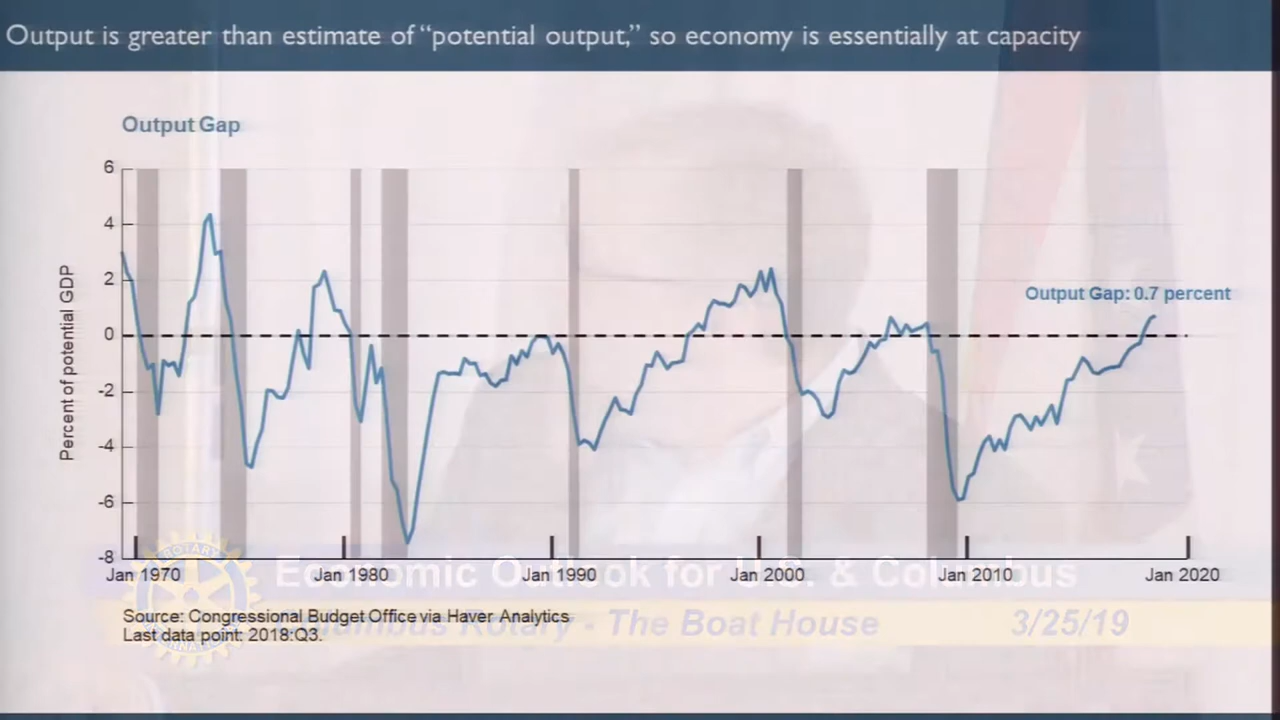 Output is greater than estimate of “potential output,” so economy is essentially at capacity
Output Gap
6
4
2
0
-2
-4
-6
-8
Percent of potential GDP
Output Gap: 0.7 percent
Jan 1970
Jan 1980
Jan 1990
Jan 2000
Jan 2010
Jan 2020
ROTARY
INTERNATIONAL
Economic Outlook for U.S. & Columbus
Columbus Rotary - The Boat House
3/25/19
Source: Congressional Budget Office via Haver Analytics
Last data point: 2018:Q3.